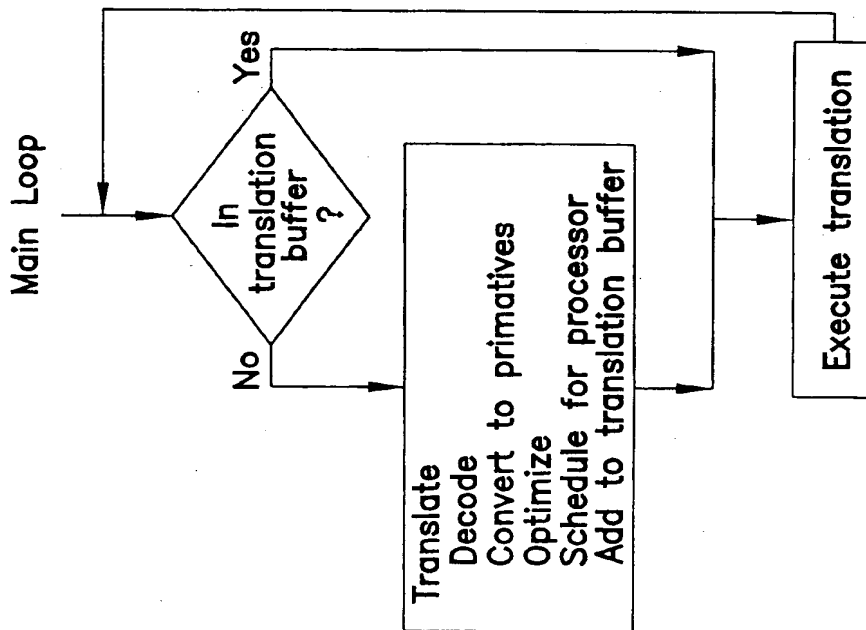 Main Loop
In
translation
buffer
?
Yes
No
Translate
Decode
Convert to primatives
Optimize
Schedule for processor
Add to translation buffer
Execute translation